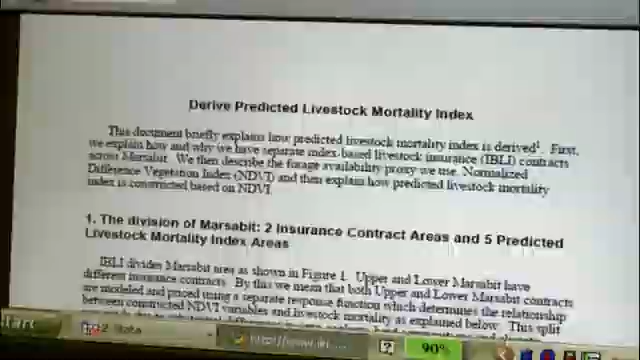 Derive Predicted Livestock Mortality Index
This document briefly explains how predicted livestock mortality index is derived¹. First,
we explain how and why we have separate index-based livestock insurance (IBLI) contracts
across Marsabit. We then describe the forage availability proxy we use, Normalized
Difference Vegetation Index (NDVI) and then explain how predicted livestock mortality
index is constructed based on NDVI.
1. The division of Marsabit: 2 Insurance Contract Areas and 5 Predicted
Livestock Mortality Index Areas
IBLI divides Marsabit area as shown in Figure 1. Upper and Lower Marsabit have
different insurance contracts. By this we mean that both Upper and Lower Marsabit contracts
are modeled and priced using a separate response function which determines the relationship
between constructed NDVI variables and livestock mortality as explained below. This split
Start
2 Stata
90%